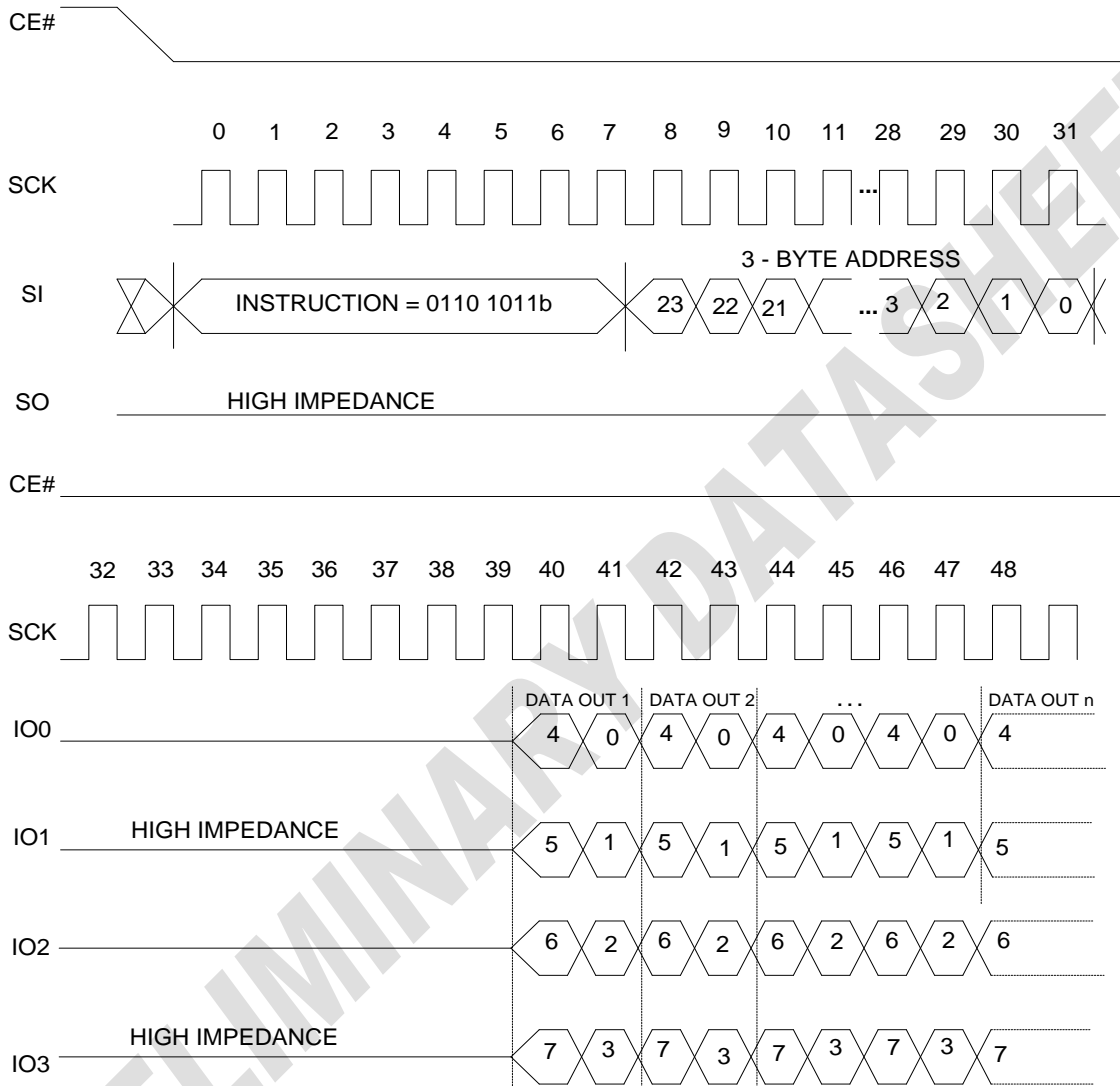 CE#
0 1 2 3 4 5 6 7 8 9 10 11 28 29 30 31
SCK ...
3 - BYTE ADDRESS
SI INSTRUCTION = 0110 1011b 23 22 21 ... 3 2 1 0
SO HIGH IMPEDANCE
CE#
32 33 34 35 36 37 38 39 40 41 42 43 44 45 46 47 48
SCK
DATA OUT 1 DATA OUT 2 ... DATA OUT n
IO0 4 0 4 0 4 0 4 0 4
IO1 HIGH IMPEDANCE 5 1 5 1 5 1 5 1 5
IO2 6 2 6 2 6 2 6 2 6
IO3 HIGH IMPEDANCE 7 3 7 3 7 3 7 3 7
ELIMINARY DATASHEE